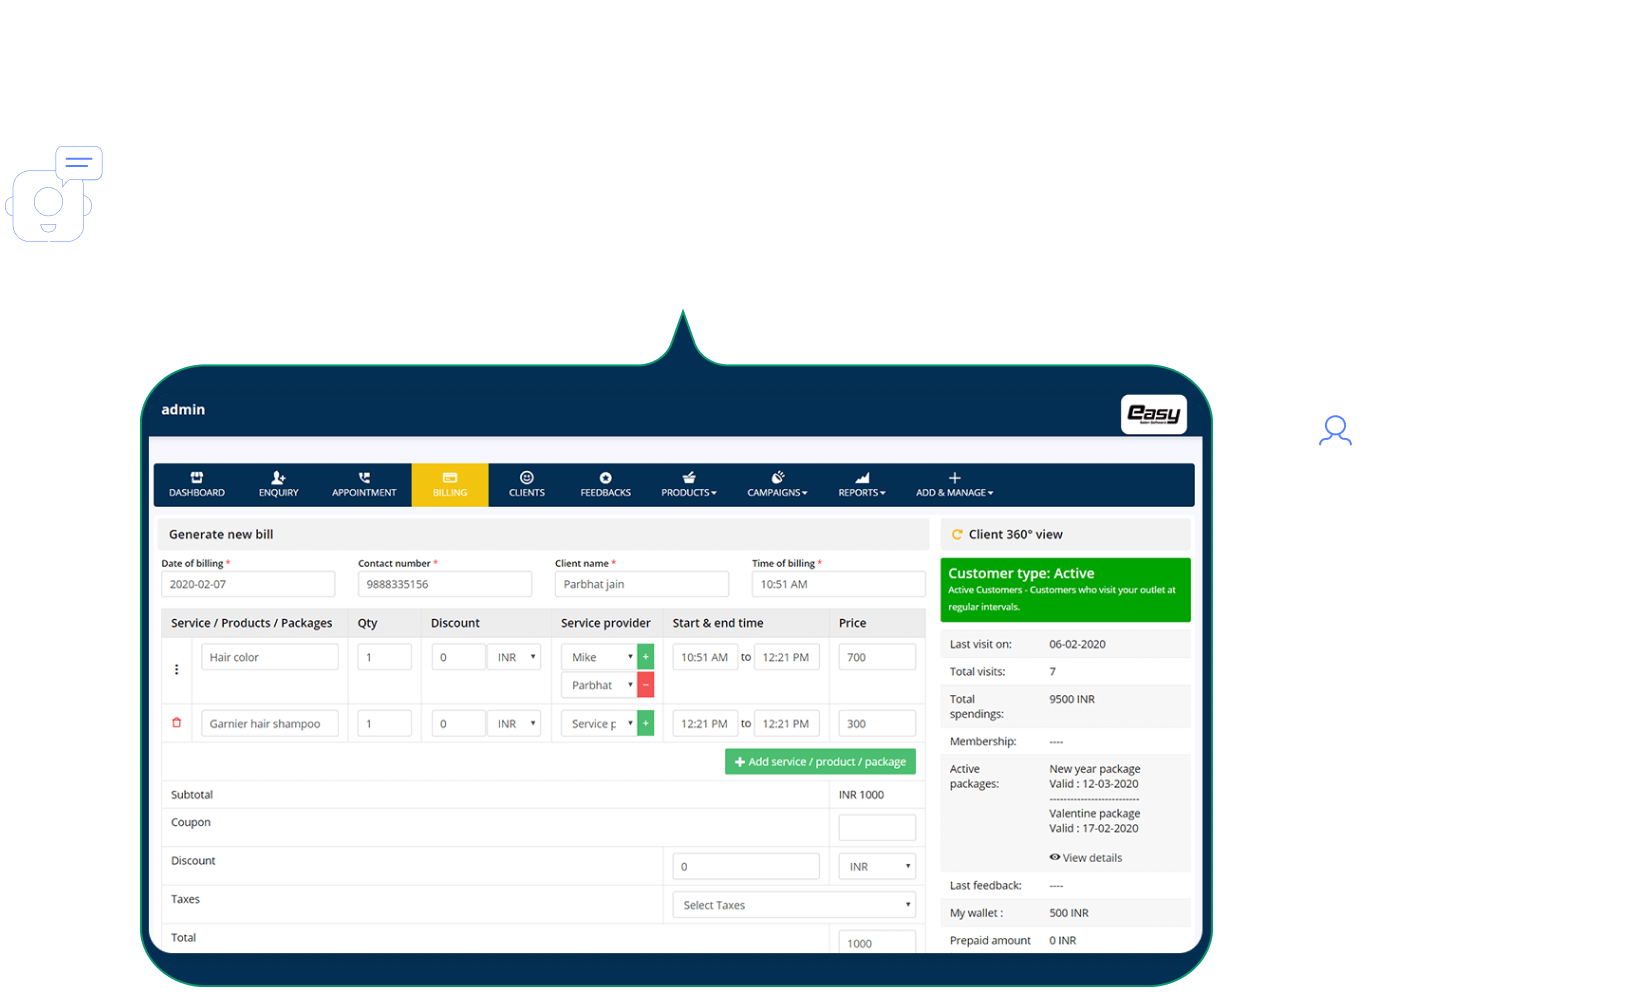 admin
easy
Salon Software
DASHBOARD ENQUIRY APPOINTMENT BILLING CLIENTS FEEDBACKS PRODUCTS CAMPAIGNS REPORTS ADD & MANAGE
Generate new bill
Date of billing * Contact number * Client name * Time of billing *
2020-02-07 9888335156 Parbhat jain 10:51 AM
Service / Products / Packages Qty Discount Service provider Start & end time Price
Hair color 1 0 INR Mike + 10:51 AM to 12:21 PM 700
Parbhat −
Garnier hair shampoo 1 0 INR Service p + 12:21 PM to 12:21 PM 300
+ Add service / product / package
Subtotal INR 1000
Coupon
Discount 0 INR
Taxes Select Taxes
Total 1000
Client 360° view
Customer type: Active
Active Customers - Customers who visit your outlet at
regular intervals.
Last visit on: 06-02-2020
Total visits: 7
Total 9500 INR
spendings:
Membership: ----
Active New year package
packages: Valid : 12-03-2020
--------------------------
Valentine package
Valid : 17-02-2020
View details
Last feedback: ----
My wallet : 500 INR
Prepaid amount 0 INR